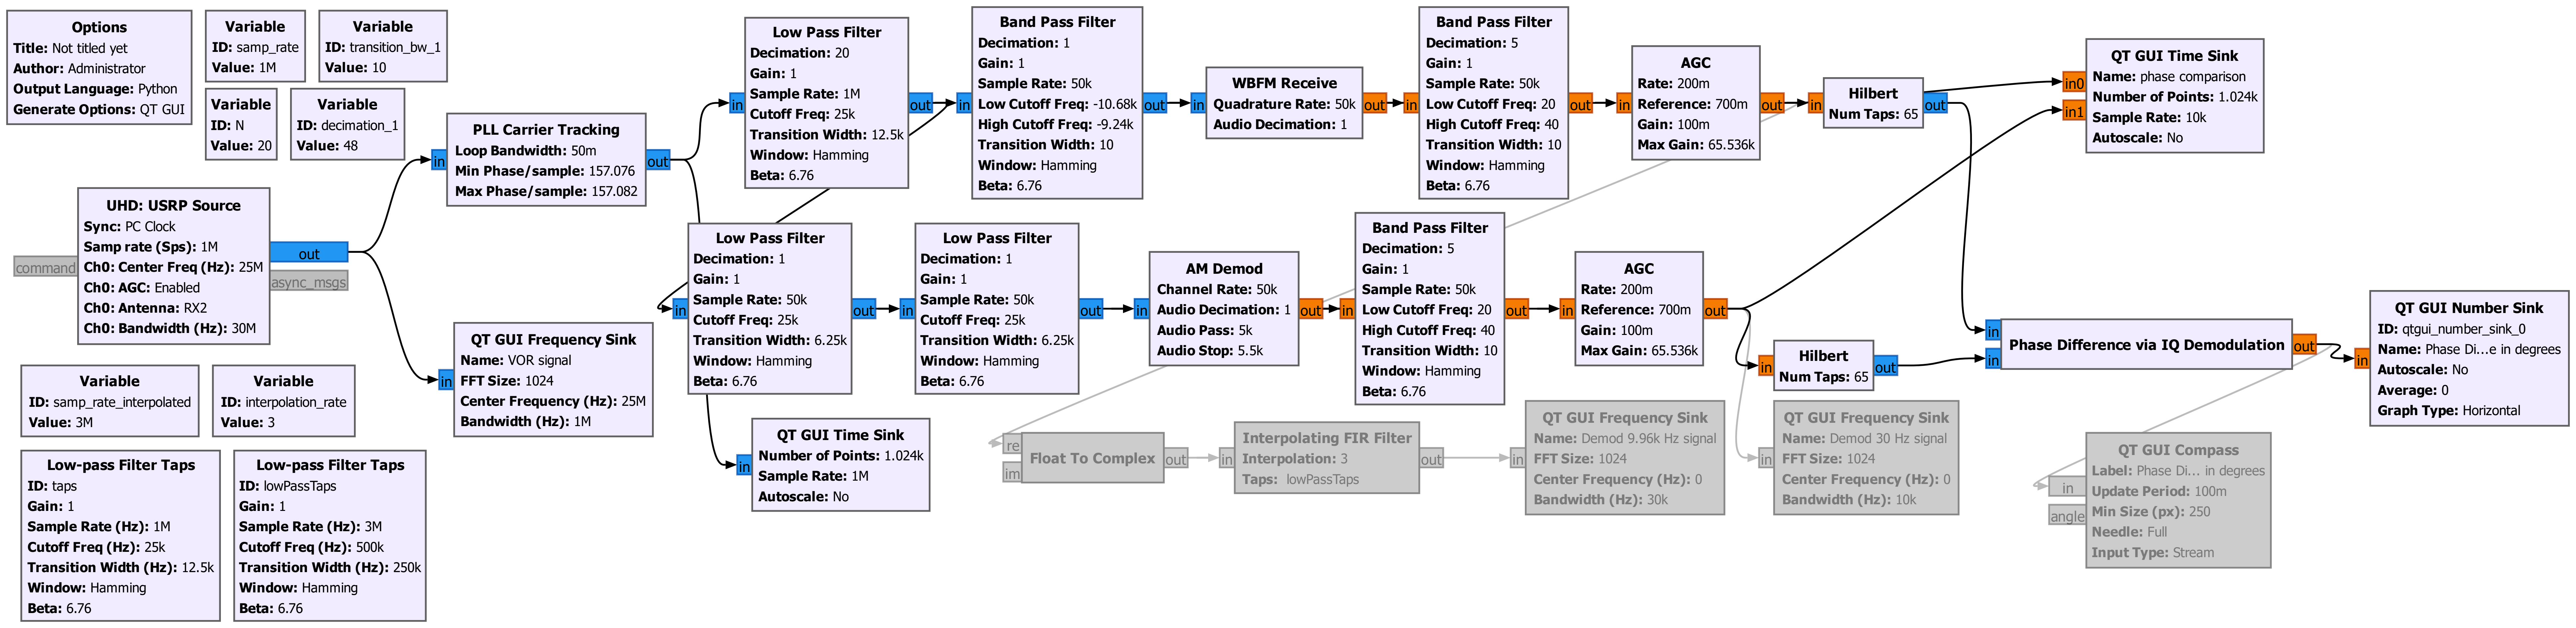 Options
Title: Not titled yet
Author: Administrator
Output Language: Python
Generate Options: QT GUI
Variable
ID: samp_rate
Value: 1M
Variable
ID: transition_bw_1
Value: 10
Variable
ID: N
Value: 20
Variable
ID: decimation_1
Value: 48
UHD: USRP Source
Sync: PC Clock
Samp rate (Sps): 1M
Ch0: Center Freq (Hz): 25M
Ch0: AGC: Enabled
Ch0: Antenna: RX2
Ch0: Bandwidth (Hz): 30M
command
out
async_msgs
Variable
ID: samp_rate_interpolated
Value: 3M
Variable
ID: interpolation_rate
Value: 3
Low-pass Filter Taps
ID: taps
Gain: 1
Sample Rate (Hz): 1M
Cutoff Freq (Hz): 25k
Transition Width (Hz): 12.5k
Window: Hamming
Beta: 6.76
Low-pass Filter Taps
ID: lowPassTaps
Gain: 1
Sample Rate (Hz): 3M
Cutoff Freq (Hz): 500k
Transition Width (Hz): 250k
Window: Hamming
Beta: 6.76
in
PLL Carrier Tracking
Loop Bandwidth: 50m
Min Phase/sample: 157.076
Max Phase/sample: 157.082
out
in
QT GUI Frequency Sink
Name: VOR signal
FFT Size: 1024
Center Frequency (Hz): 25M
Bandwidth (Hz): 1M
in
Low Pass Filter
Decimation: 20
Gain: 1
Sample Rate: 1M
Cutoff Freq: 25k
Transition Width: 12.5k
Window: Hamming
Beta: 6.76
out
in
Band Pass Filter
Decimation: 1
Gain: 1
Sample Rate: 50k
Low Cutoff Freq: -10.68k
High Cutoff Freq: -9.24k
Transition Width: 10
Window: Hamming
Beta: 6.76
out
in
WBFM Receive
Quadrature Rate: 50k
Audio Decimation: 1
out
in
Band Pass Filter
Decimation: 5
Gain: 1
Sample Rate: 50k
Low Cutoff Freq: 20
High Cutoff Freq: 40
Transition Width: 10
Window: Hamming
Beta: 6.76
out
in
AGC
Rate: 200m
Reference: 700m
Gain: 100m
Max Gain: 65.536k
out
in
Hilbert
Num Taps: 65
out
in0
in1
QT GUI Time Sink
Name: phase comparison
Number of Points: 1.024k
Sample Rate: 10k
Autoscale: No
in
Low Pass Filter
Decimation: 1
Gain: 1
Sample Rate: 50k
Cutoff Freq: 25k
Transition Width: 6.25k
Window: Hamming
Beta: 6.76
out
in
Low Pass Filter
Decimation: 1
Gain: 1
Sample Rate: 50k
Cutoff Freq: 25k
Transition Width: 6.25k
Window: Hamming
Beta: 6.76
out
in
AM Demod
Channel Rate: 50k
Audio Decimation: 1
Audio Pass: 5k
Audio Stop: 5.5k
out
in
Band Pass Filter
Decimation: 5
Gain: 1
Sample Rate: 50k
Low Cutoff Freq: 20
High Cutoff Freq: 40
Transition Width: 10
Window: Hamming
Beta: 6.76
out
in
AGC
Rate: 200m
Reference: 700m
Gain: 100m
Max Gain: 65.536k
out
in
Hilbert
Num Taps: 65
out
in
in
Phase Difference via IQ Demodulation
out
in
QT GUI Number Sink
ID: qtgui_number_sink_0
Name: Phase Di...e in degrees
Autoscale: No
Average: 0
Graph Type: Horizontal
in
QT GUI Time Sink
Number of Points: 1.024k
Sample Rate: 1M
Autoscale: No
re
im
Float To Complex
out
in
Interpolating FIR Filter
Interpolation: 3
Taps: lowPassTaps
out
in
QT GUI Frequency Sink
Name: Demod 9.96k Hz signal
FFT Size: 1024
Center Frequency (Hz): 0
Bandwidth (Hz): 30k
in
QT GUI Frequency Sink
Name: Demod 30 Hz signal
FFT Size: 1024
Center Frequency (Hz): 0
Bandwidth (Hz): 10k
in
angle
QT GUI Compass
Label: Phase Di... in degrees
Update Period: 100m
Min Size (px): 250
Needle: Full
Input Type: Stream